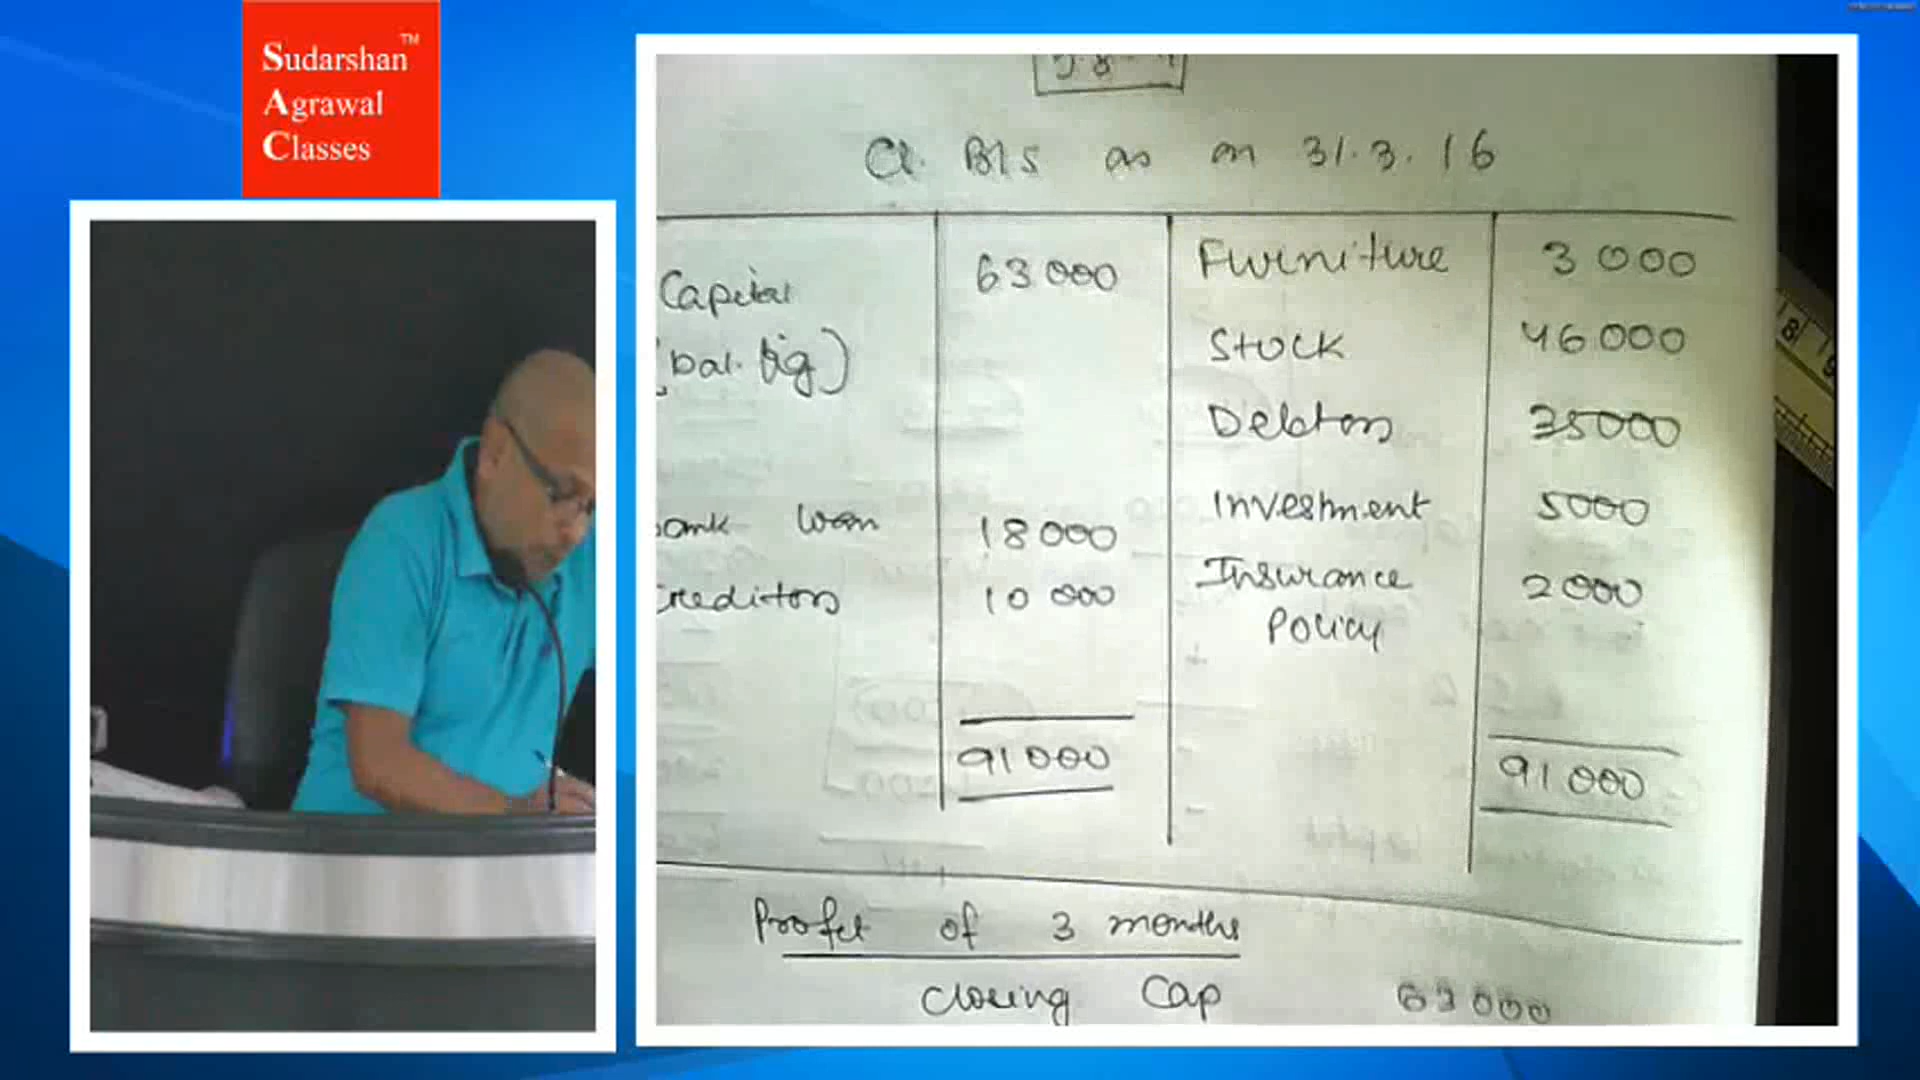 Sudarshan™
Agrawal
Classes
Cl. B/S as on 31.3.16
Capital 63000 Furniture 3000
(bal. fig) Stock 46000
Debtors 35000
bank loan 18000 Investment 5000
Creditors 10000 Insurance 2000
Policy
91000 91000
Profit of 3 months
Closing Cap 63000